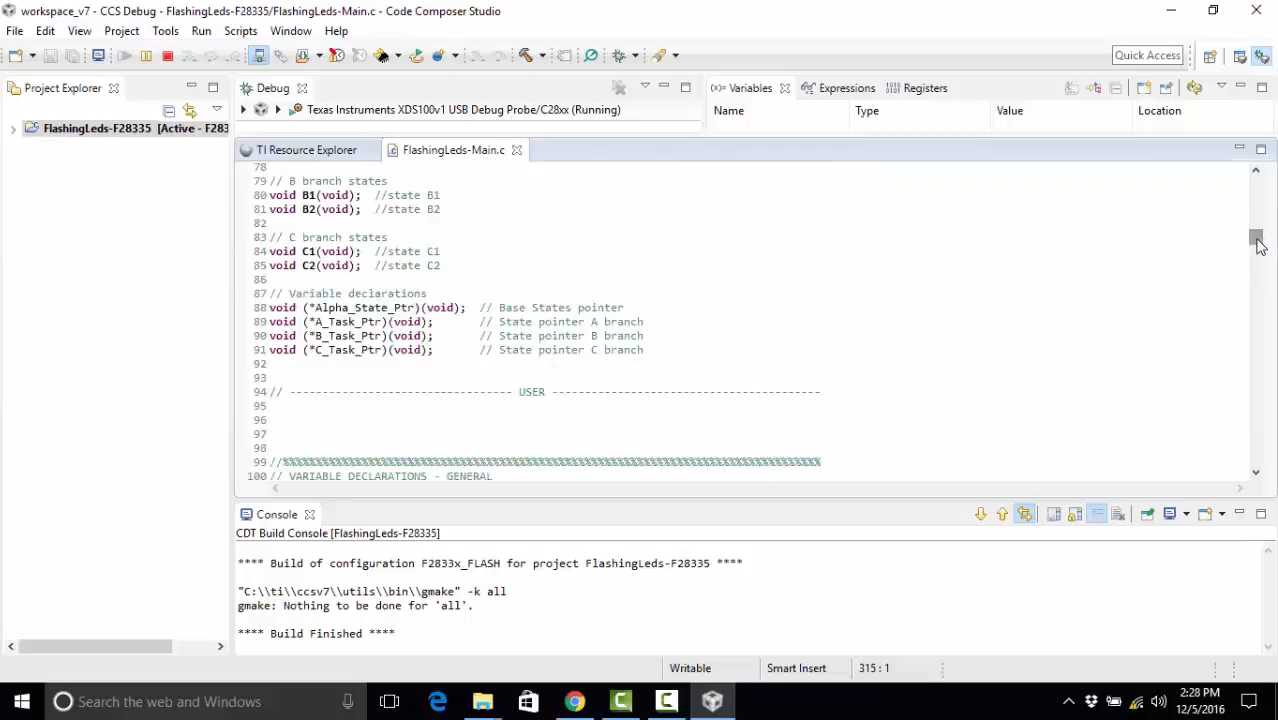 workspace_v7 - CCS Debug - FlashingLeds-F28335/FlashingLeds-Main.c - Code Composer Studio
File Edit View Project Tools Run Scripts Window Help
Quick Access
Project Explorer
Debug
(x)= Variables
Expressions
Registers
Texas Instruments XDS100v1 USB Debug Probe/C28xx (Running)
Name Type Value Location
FlashingLeds-F28335 [Active - F283
TI Resource Explorer
FlashingLeds-Main.c
78
79 // B branch states
80 void B1(void); //state B1
81 void B2(void); //state B2
82
83 // C branch states
84 void C1(void); //state C1
85 void C2(void); //state C2
86
87 // Variable declarations
88 void (*Alpha_State_Ptr)(void); // Base States pointer
89 void (*A_Task_Ptr)(void); // State pointer A branch
90 void (*B_Task_Ptr)(void); // State pointer B branch
91 void (*C_Task_Ptr)(void); // State pointer C branch
92
93
94 // ---------------------------------- USER -----------------------------------------
95
96
97
98
99 //%%%%%%%%%%%%%%%%%%%%%%%%%%%%%%%%%%%%%%%%%%%%%%%%%%%%%%%%%%%%%%%%%%%%%%%%%%%%%%%%%%%%
100 // VARIABLE DECLARATIONS - GENERAL
Console
CDT Build Console [FlashingLeds-F28335]
**** Build of configuration F2833x_FLASH for project FlashingLeds-F28335 ****
"C:\\ti\\ccsv7\\utils\\bin\\gmake" -k all
gmake: Nothing to be done for 'all'.
**** Build Finished ****
Writable Smart Insert 315 : 1
Search the web and Windows
2:28 PM
12/5/2016